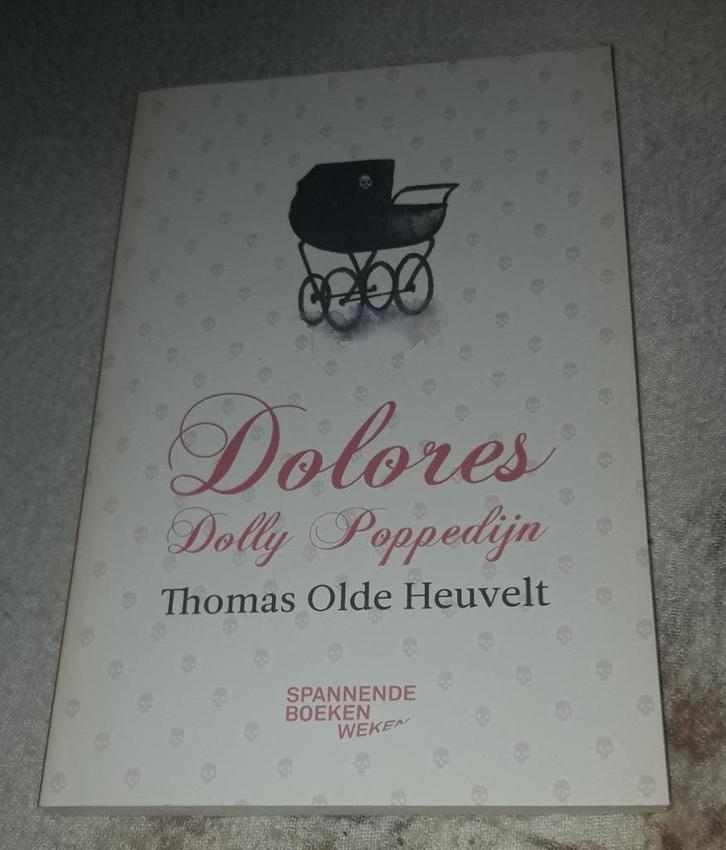 Dolores
Dolly Poppedijn
Thomas Olde Heuvelt
SPANNENDE
BOEKEN
WEKEN